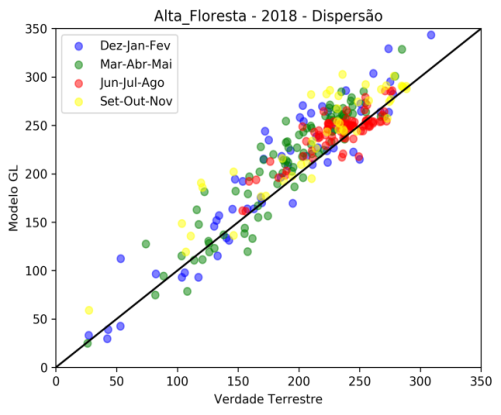 Alta_Floresta - 2018 - Dispersão
350
300
250
200
150
100
50
0
Modelo GL
Dez-Jan-Fev
Mar-Abr-Mai
Jun-Jul-Ago
Set-Out-Nov
0 50 100 150 200 250 300 350
Verdade Terrestre